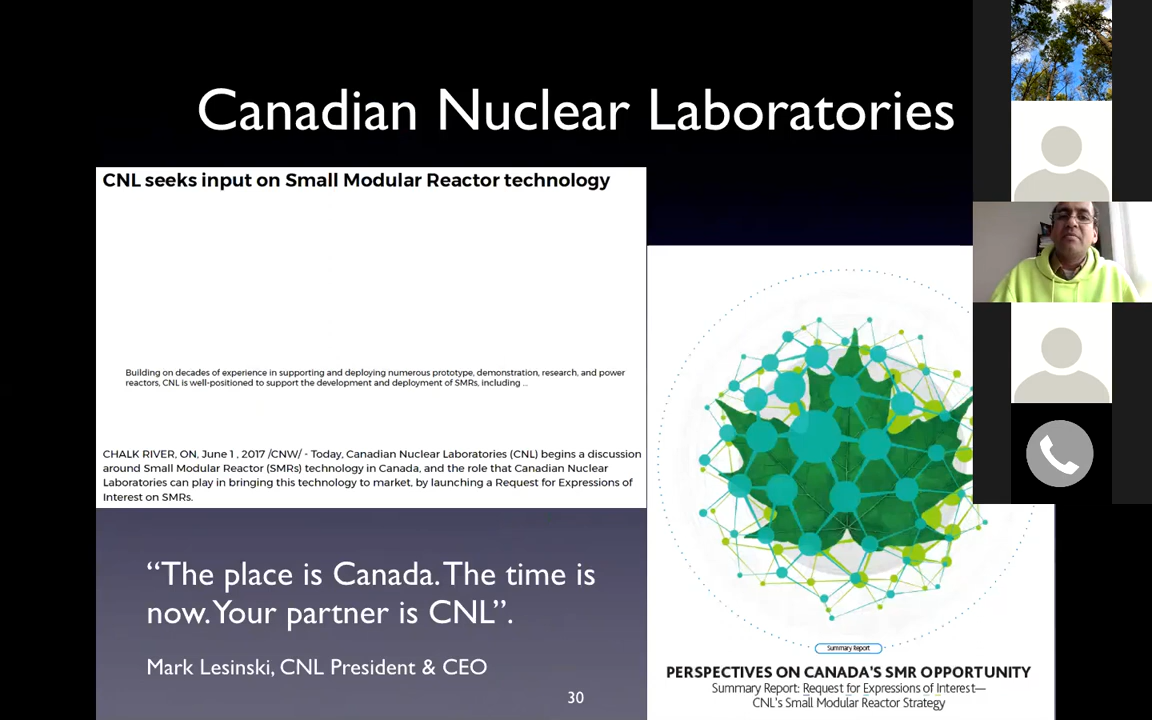 Canadian Nuclear Laboratories
CNL seeks input on Small Modular Reactor technology
Building on decades of experience in supporting and deploying numerous prototype, demonstration, research, and power
reactors, CNL is well-positioned to support the development and deployment of SMRs, including ...
CHALK RIVER, ON, June 1 , 2017 /CNW/ - Today, Canadian Nuclear Laboratories (CNL) begins a discussion
around Small Modular Reactor (SMRs) technology in Canada, and the role that Canadian Nuclear
Laboratories can play in bringing this technology to market, by launching a Request for Expressions of
Interest on SMRs.
“The place is Canada. The time is
now. Your partner is CNL”.
Mark Lesinski, CNL President & CEO
30
Summary Report
PERSPECTIVES ON CANADA'S SMR OPPORTUNITY
Summary Report: Request for Expressions of Interest—
CNL's Small Modular Reactor Strategy